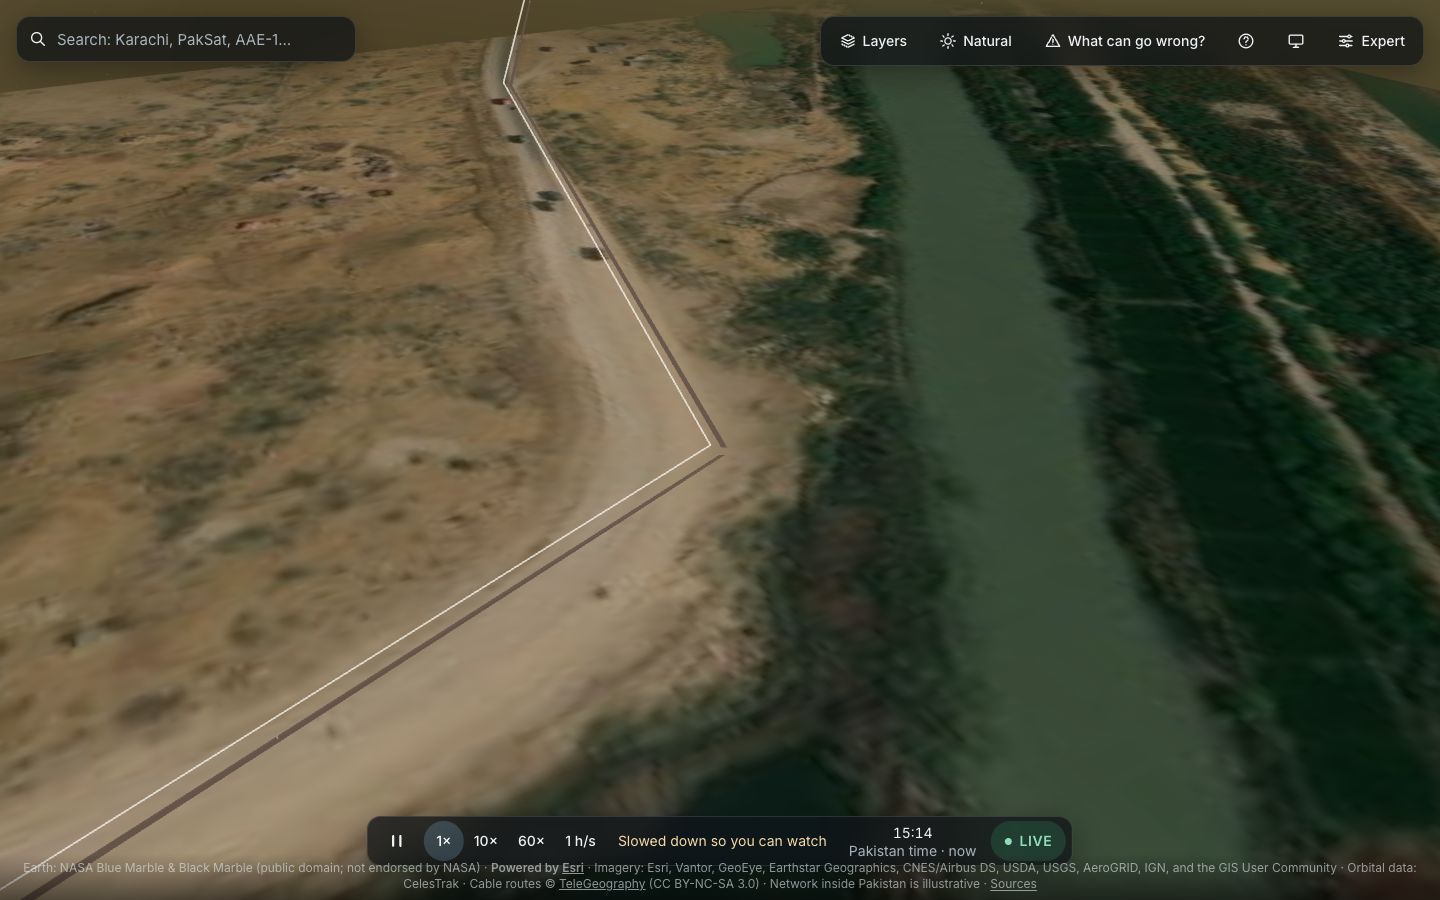 Search: Karachi, PakSat, AAE-1...
Layers
Natural
What can go wrong?
Expert
1×
10×
60×
1 h/s
Slowed down so you can watch
15:14
Pakistan time · now
LIVE
Earth: NASA Blue Marble & Black Marble (public domain; not endorsed by NASA) · Powered by Esri · Imagery: Esri, Vantor, GeoEye, Earthstar Geographics, CNES/Airbus DS, USDA, USGS, AeroGRID, IGN, and the GIS User Community · Orbital data:
CelesTrak · Cable routes © TeleGeography (CC BY-NC-SA 3.0) · Network inside Pakistan is illustrative · Sources